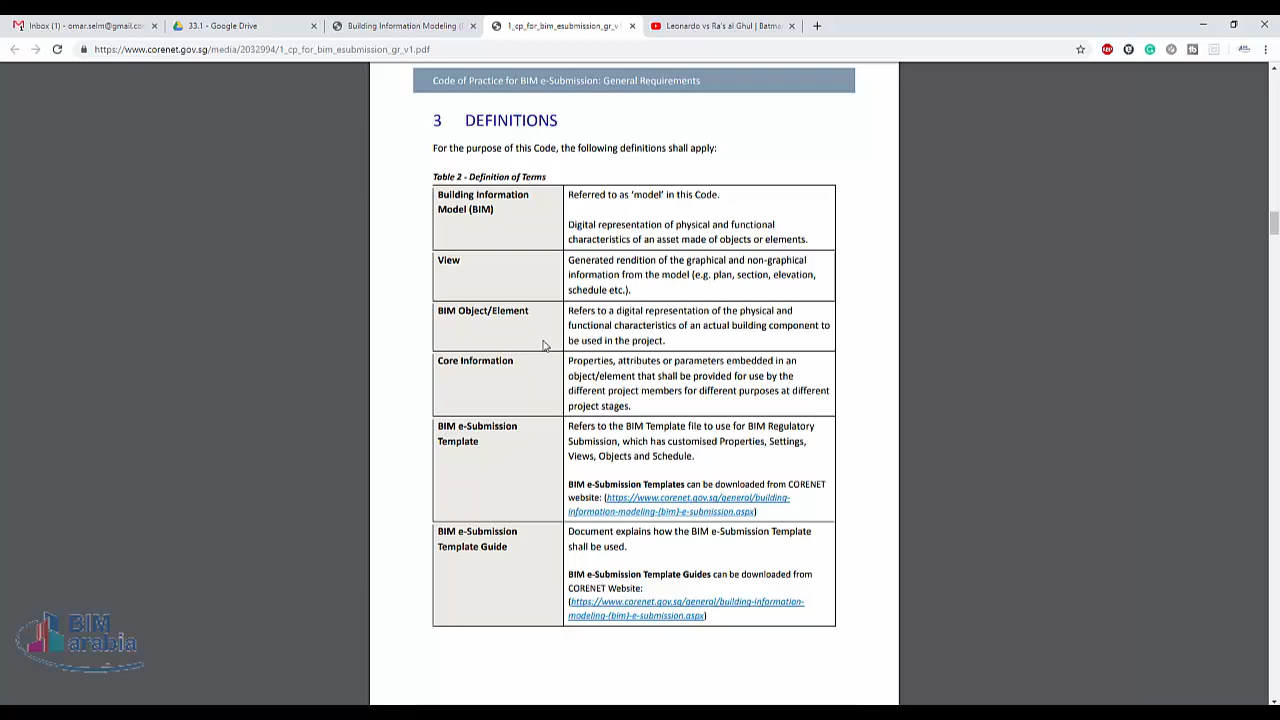 Inbox (1) - omar.selm@gmail.co
33.1 - Google Drive
Building Information Modeling (
1_cp_for_bim_esubmission_gr_v
Leonardo vs Ra's al Ghul | Batma
https://www.corenet.gov.sg/media/2032994/1_cp_for_bim_esubmission_gr_v1.pdf
Code of Practice for BIM e-Submission: General Requirements
3 DEFINITIONS
For the purpose of this Code, the following definitions shall apply:
Table 2 - Definition of Terms
Building Information
Model (BIM)
Referred to as 'model' in this Code.
Digital representation of physical and functional
characteristics of an asset made of objects or elements.
View
Generated rendition of the graphical and non-graphical
information from the model (e.g. plan, section, elevation,
schedule etc.).
BIM Object/Element
Refers to a digital representation of the physical and
functional characteristics of an actual building component to
be used in the project.
Core Information
Properties, attributes or parameters embedded in an
object/element that shall be provided for use by the
different project members for different purposes at different
project stages.
BIM e-Submission
Template
Refers to the BIM Template file to use for BIM Regulatory
Submission, which has customised Properties, Settings,
Views, Objects and Schedule.
BIM e-Submission Templates can be downloaded from CORENET
website: (https://www.corenet.gov.sg/general/building-
information-modeling-(bim)-e-submission.aspx)
BIM e-Submission
Template Guide
Document explains how the BIM e-Submission Template
shall be used.
BIM e-Submission Template Guides can be downloaded from
CORENET Website:
(https://www.corenet.gov.sg/general/building-information-
modeling-(bim)-e-submission.aspx)
BIM
arabia